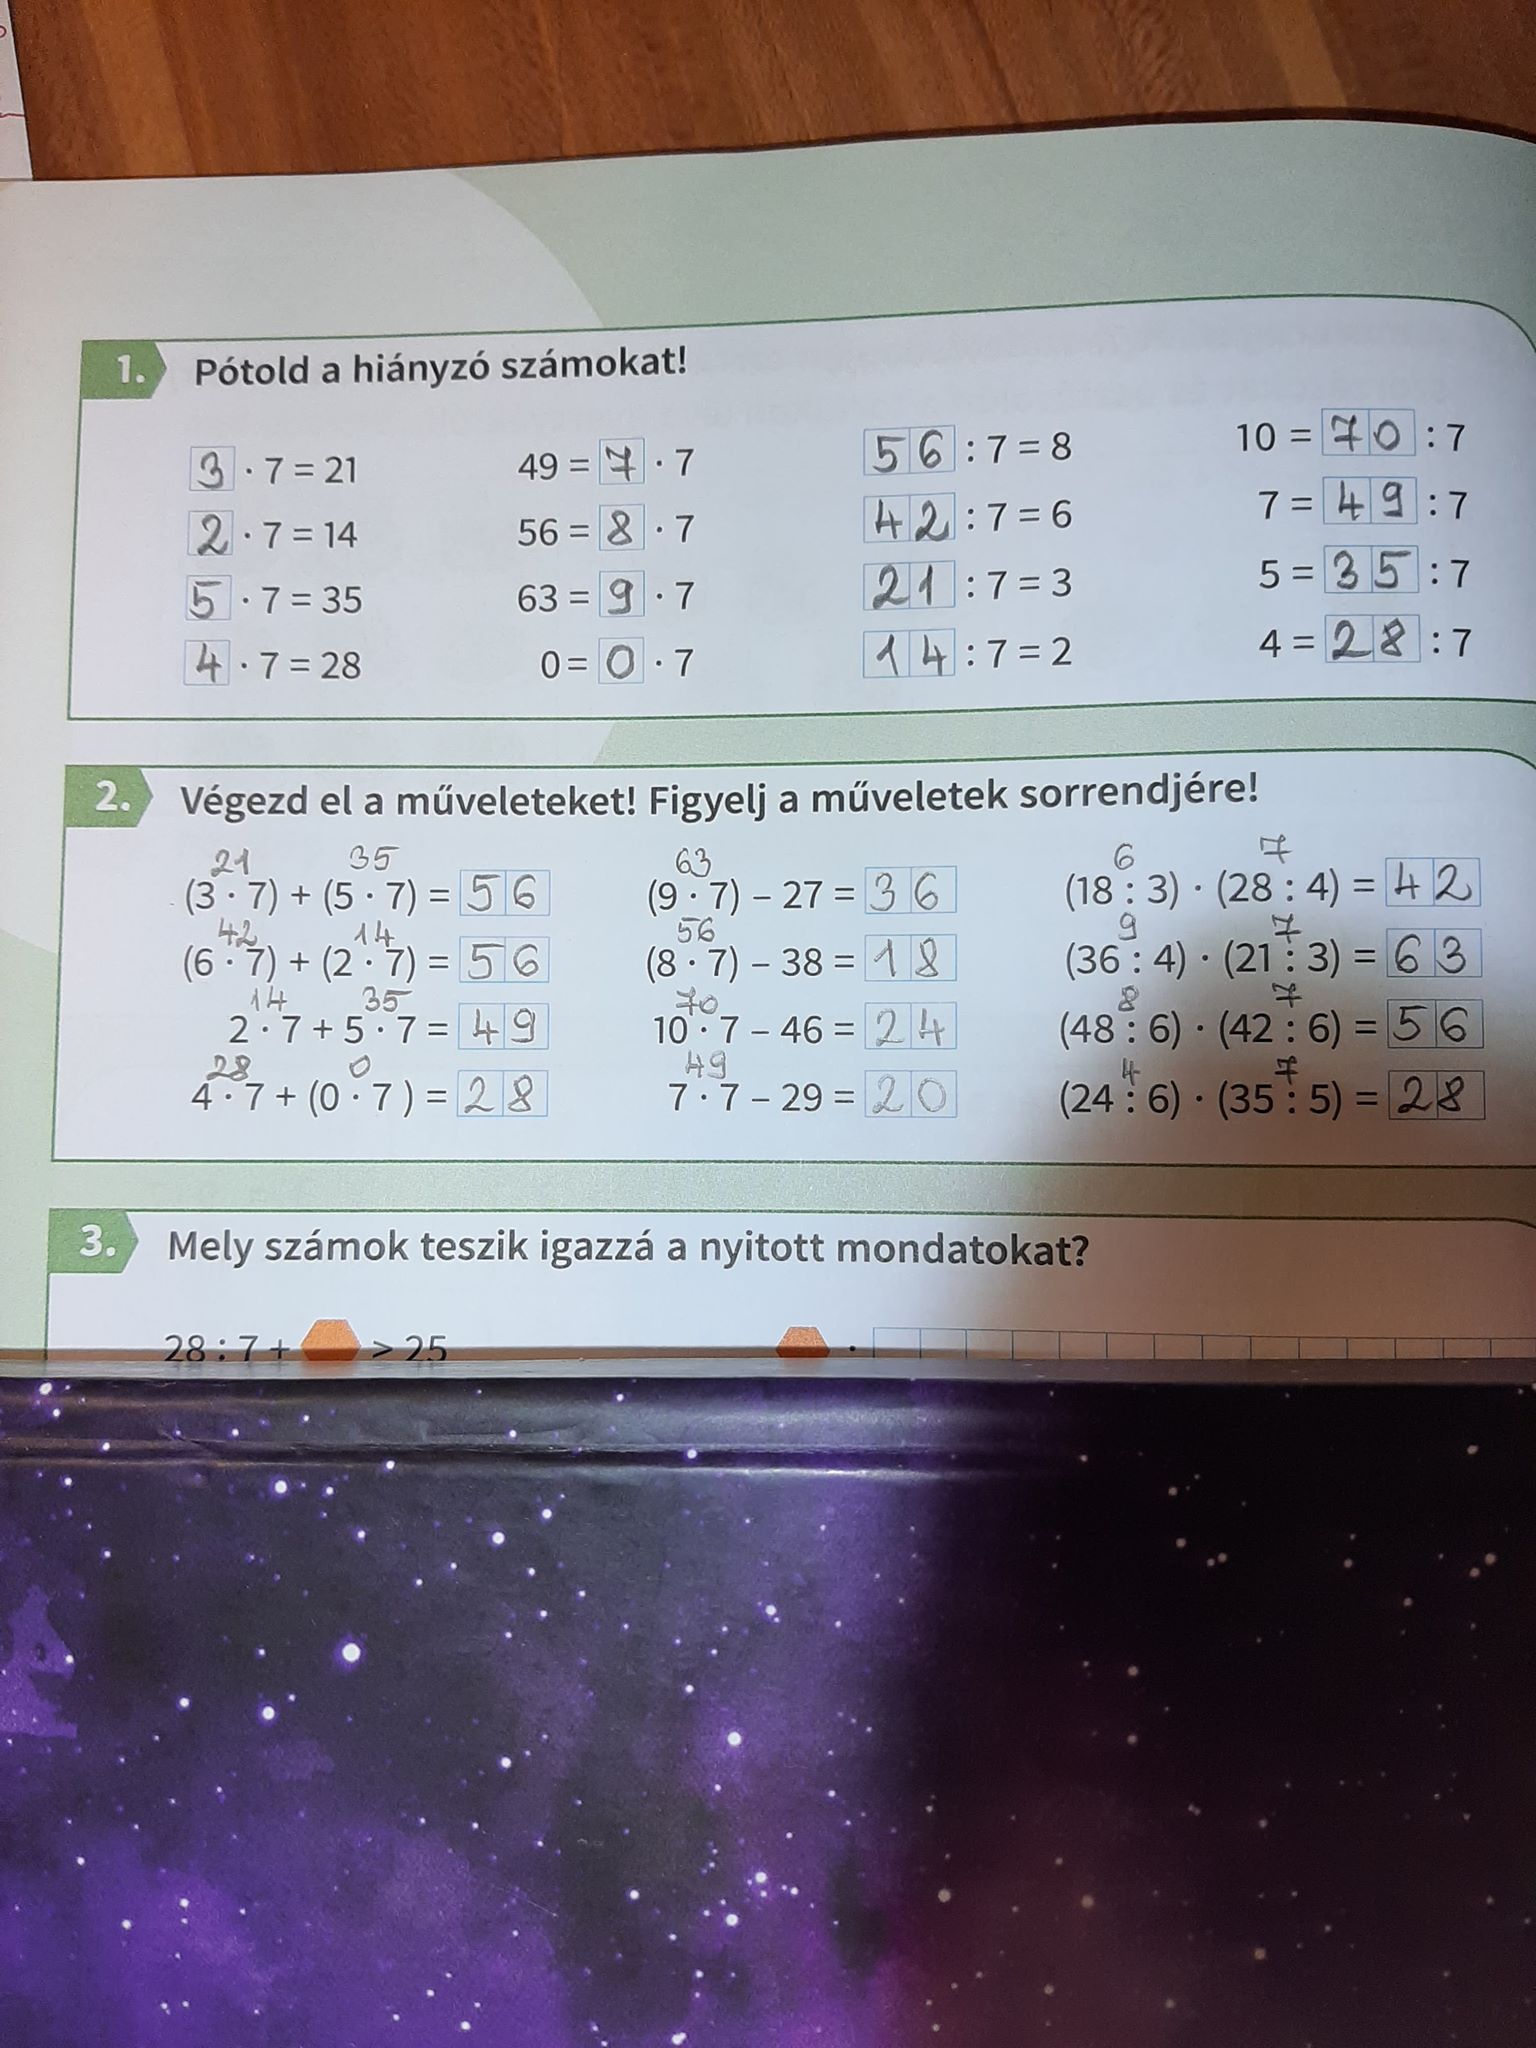 1. Pótold a hiányzó számokat!
3 · 7 = 21 49 = 7 · 7 56 : 7 = 8 10 = 70 : 7
2 · 7 = 14 56 = 8 · 7 42 : 7 = 6 7 = 49 : 7
5 · 7 = 35 63 = 9 · 7 21 : 7 = 3 5 = 35 : 7
4 · 7 = 28 0 = 0 · 7 14 : 7 = 2 4 = 28 : 7
2. Végezd el a műveleteket! Figyelj a műveletek sorrendjére!
21 35 63 6 7
(3 · 7) + (5 · 7) = 56 (9 · 7) – 27 = 36 (18 : 3) · (28 : 4) = 42
42 14 56 9 7
(6 · 7) + (2 · 7) = 56 (8 · 7) – 38 = 18 (36 : 4) · (21 : 3) = 63
14 35 70 8 7
2 · 7 + 5 · 7 = 49 10 · 7 – 46 = 24 (48 : 6) · (42 : 6) = 56
28 0 49 4 7
4 · 7 + (0 · 7 ) = 28 7 · 7 – 29 = 20 (24 : 6) · (35 : 5) = 28
3. Mely számok teszik igazzá a nyitott mondatokat?
28 : 7 + > 25 :